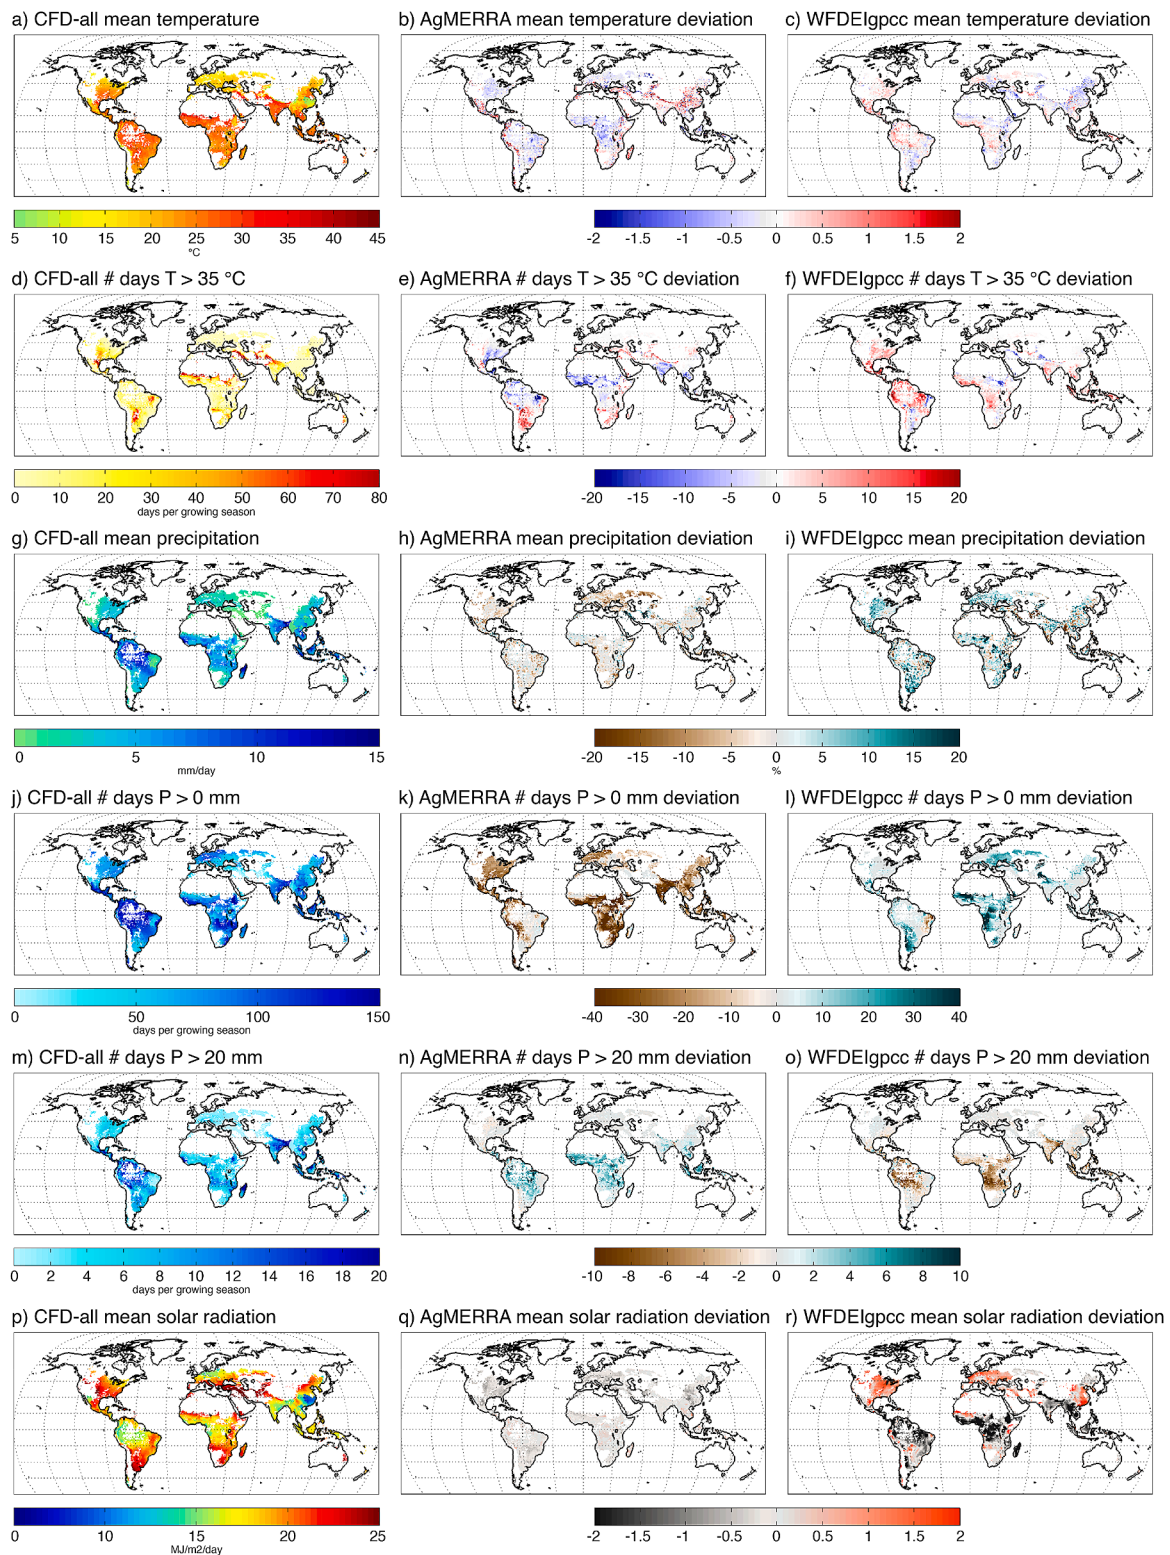 a) CFD-all mean temperature
b) AgMERRA mean temperature deviation
c) WFDEIgpcc mean temperature deviation
5 10 15 20 25 30 35 40 45
°C
-2 -1.5 -1 -0.5 0 0.5 1 1.5 2
d) CFD-all # days T > 35 °C
e) AgMERRA # days T > 35 °C deviation
f) WFDEIgpcc # days T > 35 °C deviation
0 10 20 30 40 50 60 70 80
days per growing season
-20 -15 -10 -5 0 5 10 15 20
g) CFD-all mean precipitation
h) AgMERRA mean precipitation deviation
i) WFDEIgpcc mean precipitation deviation
0 5 10 15
mm/day
-20 -15 -10 -5 0 5 10 15 20
%
j) CFD-all # days P > 0 mm
k) AgMERRA # days P > 0 mm deviation
l) WFDEIgpcc # days P > 0 mm deviation
0 50 100 150
days per growing season
-40 -30 -20 -10 0 10 20 30 40
m) CFD-all # days P > 20 mm
n) AgMERRA # days P > 20 mm deviation
o) WFDEIgpcc # days P > 20 mm deviation
0 2 4 6 8 10 12 14 16 18 20
days per growing season
-10 -8 -6 -4 -2 0 2 4 6 8 10
p) CFD-all mean solar radiation
q) AgMERRA mean solar radiation deviation
r) WFDEIgpcc mean solar radiation deviation
0 10 15 20 25
MJ/m2/day
-2 -1.5 -1 -0.5 0 0.5 1 1.5 2